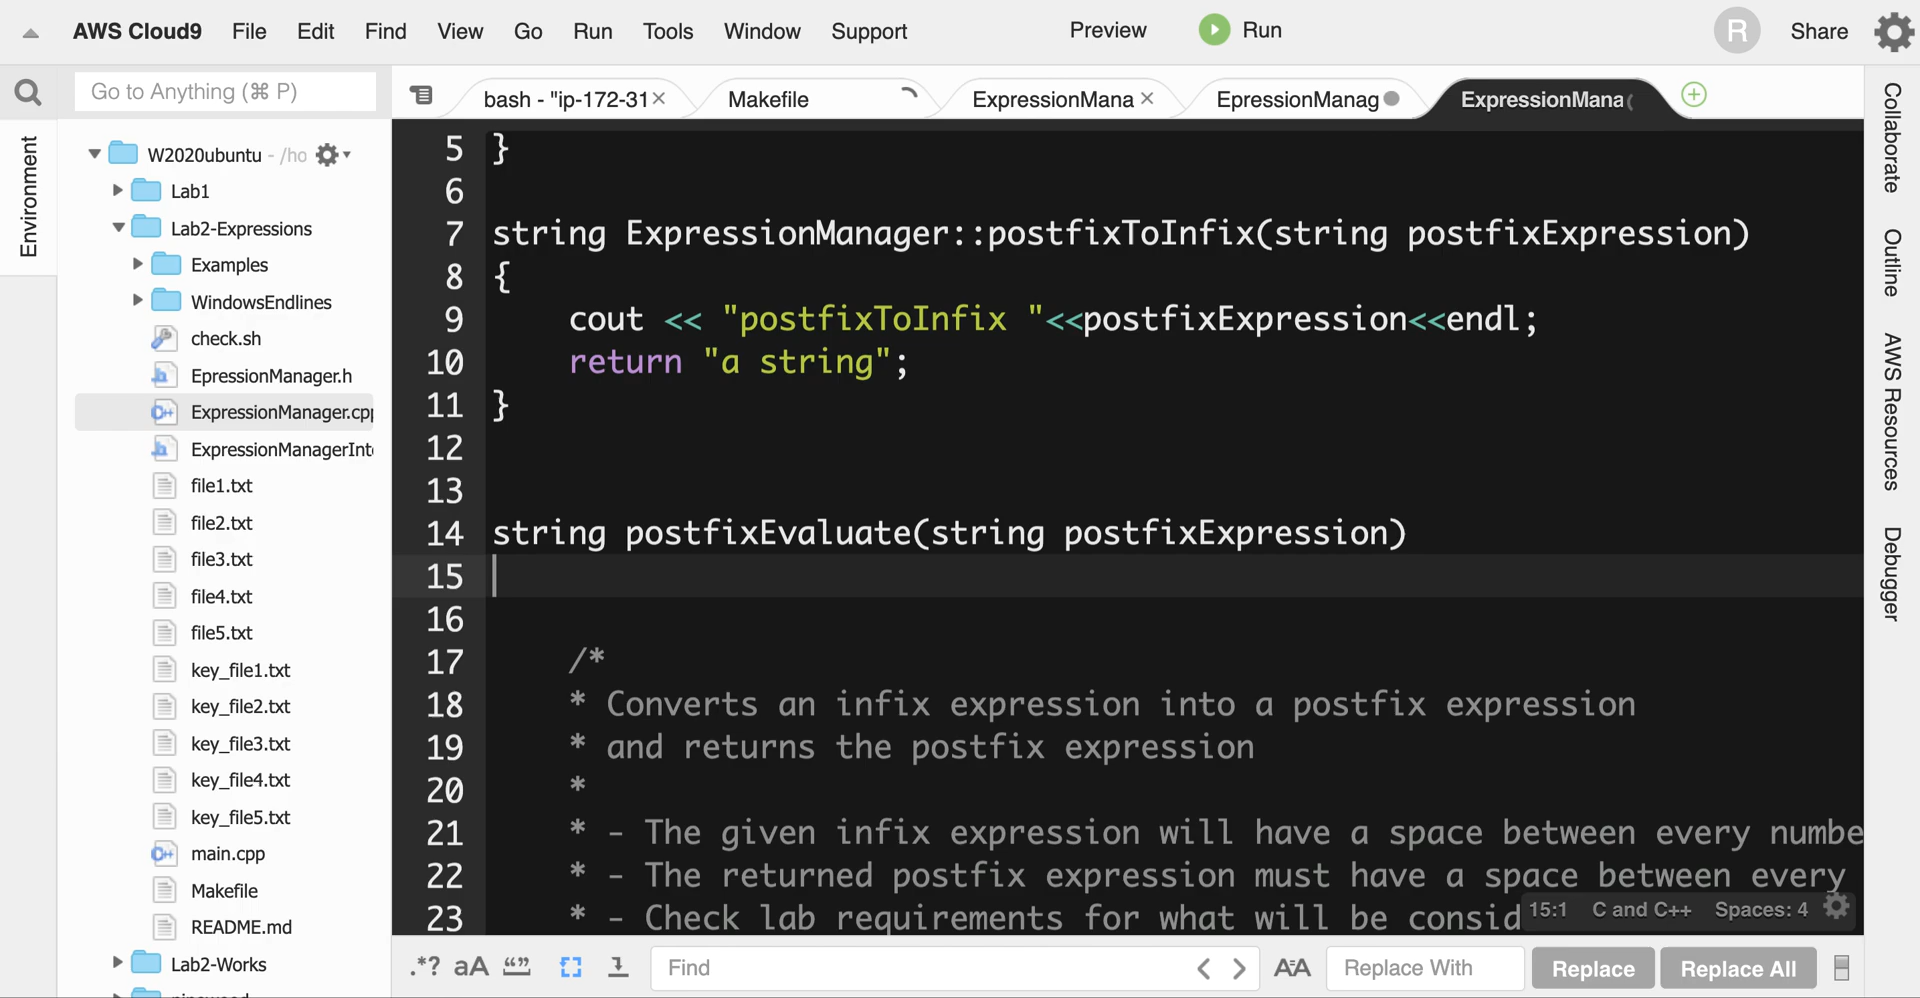 AWS Cloud9 File Edit Find View Go Run Tools Window Support Preview Run R Share
Go to Anything (⌘ P)
bash - "ip-172-31 Makefile ExpressionMana EpressionManag ExpressionMana
Environment
W2020ubuntu - /ho
Lab1
Lab2-Expressions
Examples
WindowsEndlines
check.sh
EpressionManager.h
ExpressionManager.cpp
ExpressionManagerInt
file1.txt
file2.txt
file3.txt
file4.txt
file5.txt
key_file1.txt
key_file2.txt
key_file3.txt
key_file4.txt
key_file5.txt
main.cpp
Makefile
README.md
Lab2-Works
5 }
6
7 string ExpressionManager::postfixToInfix(string postfixExpression)
8 {
9 cout << "postfixToInfix "<<postfixExpression<<endl;
10 return "a string";
11 }
12
13
14 string postfixEvaluate(string postfixExpression)
15
16
17 /*
18 * Converts an infix expression into a postfix expression
19 * and returns the postfix expression
20 *
21 * - The given infix expression will have a space between every numbe
22 * - The returned postfix expression must have a space between every
23 * - Check lab requirements for what will be consid
15:1 C and C++ Spaces: 4
Collaborate
Outline
AWS Resources
Debugger
.*? aA “” Find AA Replace With Replace Replace All